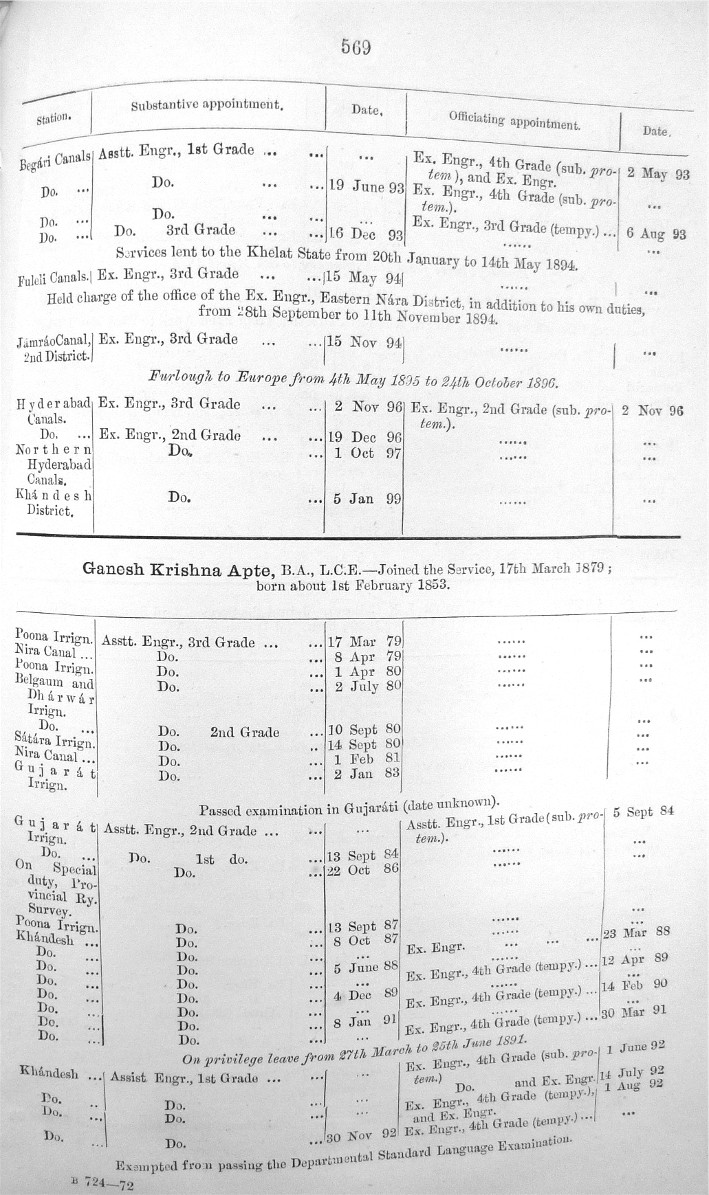 569
Station. Substantive appointment. Date. Officiating appointment. Date.
Begári Canals Asstt. Engr., 1st Grade ... ... ... Ex. Engr., 4th Grade (sub. pro- 2 May 93
tem), and Ex. Engr.
Do. ... Do. ... ... 19 June 93 Ex. Engr., 4th Grade (sub. pro- ...
tem.).
Do. ... Do. ... ... ... Ex. Engr., 3rd Grade (tempy.) ... 6 Aug 93
Do. ... Do. 3rd Grade ... ... 16 Dec 93 ...... ...
Services lent to the Khelat State from 20th January to 14th May 1894.
Fuleli Canals. Ex. Engr., 3rd Grade ... ... 15 May 94 ...... ...
Held charge of the office of the Ex. Engr., Eastern Nára District, in addition to his own duties,
from 28th September to 11th November 1894.
Jámráo Canal, Ex. Engr., 3rd Grade ... ... 15 Nov 94 ...... ...
2nd District.
Furlough to Europe from 4th May 1895 to 24th October 1896.
Hyderabad Ex. Engr., 3rd Grade ... ... 2 Nov 96 Ex. Engr., 2nd Grade (sub. pro- 2 Nov 96
Canals. tem.).
Do. ... Ex. Engr., 2nd Grade ... ... 19 Dec 96 ...... ...
Northern Do. ... 1 Oct 97 ...... ...
Hyderabad
Canals.
Khándesh Do. ... 5 Jan 99 ...... ...
District.
Ganesh Krishna Apte, B.A., L.C.E.—Joined the Service, 17th March 1879;
born about 1st February 1853.
Poona Irrign. Asstt. Engr., 3rd Grade ... ... 17 Mar 79 ...... ...
Nira Canal ... Do. ... 8 Apr 79 ...... ...
Poona Irrign. Do. ... 1 Apr 80 ...... ...
Belgaum and Do. ... 2 July 80 ...... ...
Dhárwár
Irrign.
Do. ... Do. 2nd Grade ... 10 Sept 80 ...... ...
Sátára Irrign. Do. .. 14 Sept 80 ...... ...
Nira Canal ... Do. ... 1 Feb 81 ...... ...
Gujarát Do. ... 2 Jan 83 ...... ...
Irrign.
Passed examination in Gujaráti (date unknown).
Gujarát Asstt. Engr., 2nd Grade ... ... ... Asstt. Engr., 1st Grade (sub. pro- 5 Sept 84
Irrign. tem.).
Do. ... Do. 1st do. ... 13 Sept 84 ...... ...
On Special Do. ... 22 Oct 86 ...... ...
duty, Pro-
vincial Ry.
Survey.
Poona Irrign. Do. ... 13 Sept 87 ...... ...
Khándesh ... Do. ... 8 Oct 87 ...... ...
Do. ... Do. ... ... Ex. Engr. ... ... ... 23 Mar 88
Do. ... Do. ... 5 June 88 ...... ...
Do. ... Do. ... ... Ex. Engr., 4th Grade (tempy.) ... 12 Apr 89
Do. ... Do. ... 4 Dec 89 ...... ...
Do. ... Do. ... ... Ex. Engr., 4th Grade (tempy.) ... 14 Feb 90
Do. ... Do. ... 8 Jan 91 ...... ...
Do. ... Do. ... ... Ex. Engr., 4th Grade (tempy.) ... 30 Mar 91
On privilege leave from 27th March to 25th June 1891.
Khándesh ... Assist Engr., 1st Grade ... ... ... Ex. Engr., 4th Grade (sub. pro- 1 June 92
tem.)
Do. .. Do. ... ... Do. and Ex. Engr. 14 July 92
Do. ... Do. ... ... Ex. Engr., 4th Grade (tempy.), 1 Aug 92
and Ex. Engr.
Do. ... Do. ... 30 Nov 92 Ex. Engr., 4th Grade (tempy.) ... ...
Exempted from passing the Departmental Standard Language Examination.
B 724—72